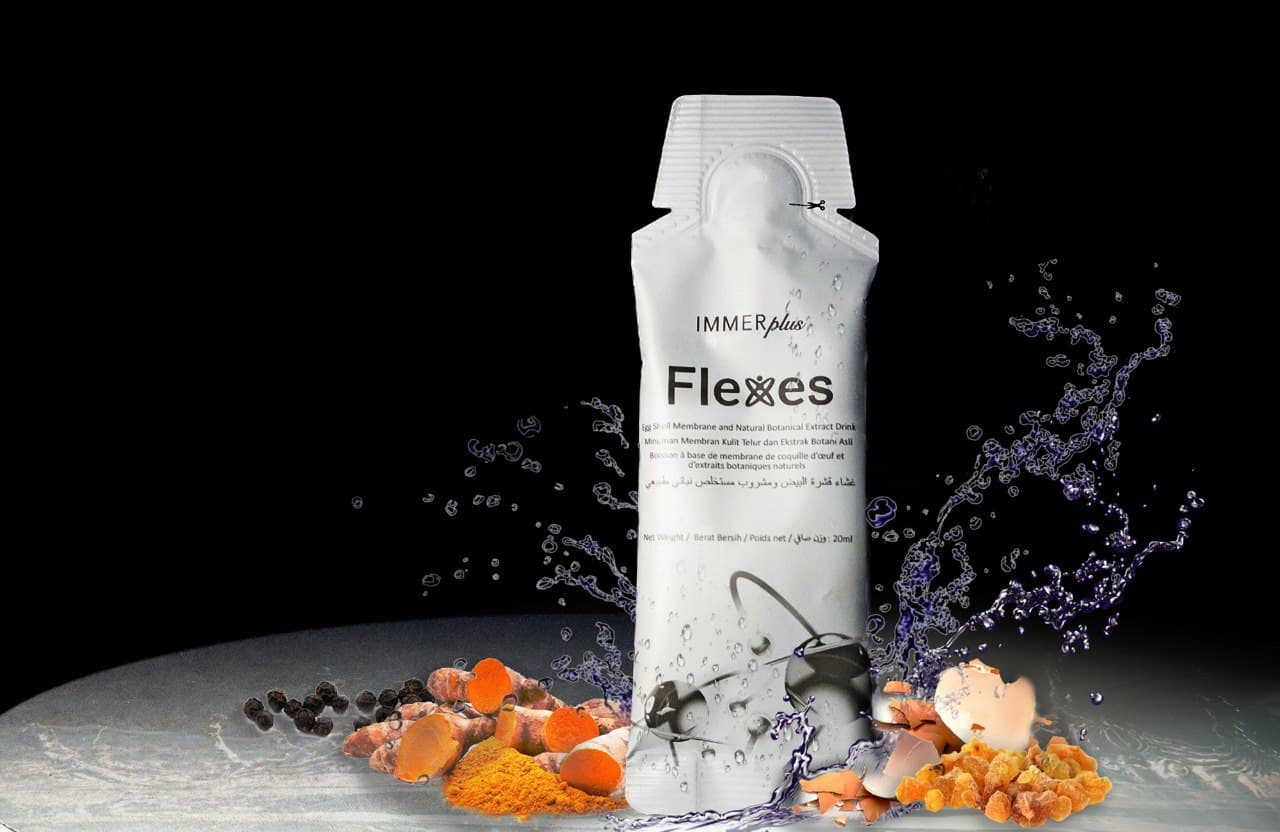 IMMERplus
Flexes
Egg Shell Membrane and Natural Botanical Extract Drink
Minuman Membran Kulit Telur dan Ekstrak Botani Asli
Boisson à base de membrane de coquille d'œuf et
d'extraits botaniques naturels
غشاء قشرة البيض ومشروب مستخلص نباتي طبيعي
Net Weight / Berat Bersih / Poids net / وزن صافي : 20ml